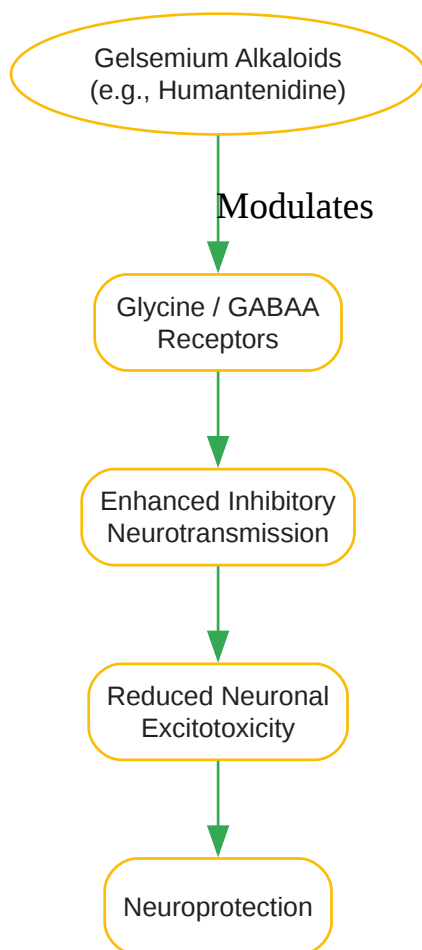 Gelsemium Alkaloids
(e.g., Humantenidine)
Modulates
Glycine / GABAA
Receptors
Enhanced Inhibitory
Neurotransmission
Reduced Neuronal
Excitotoxicity
Neuroprotection